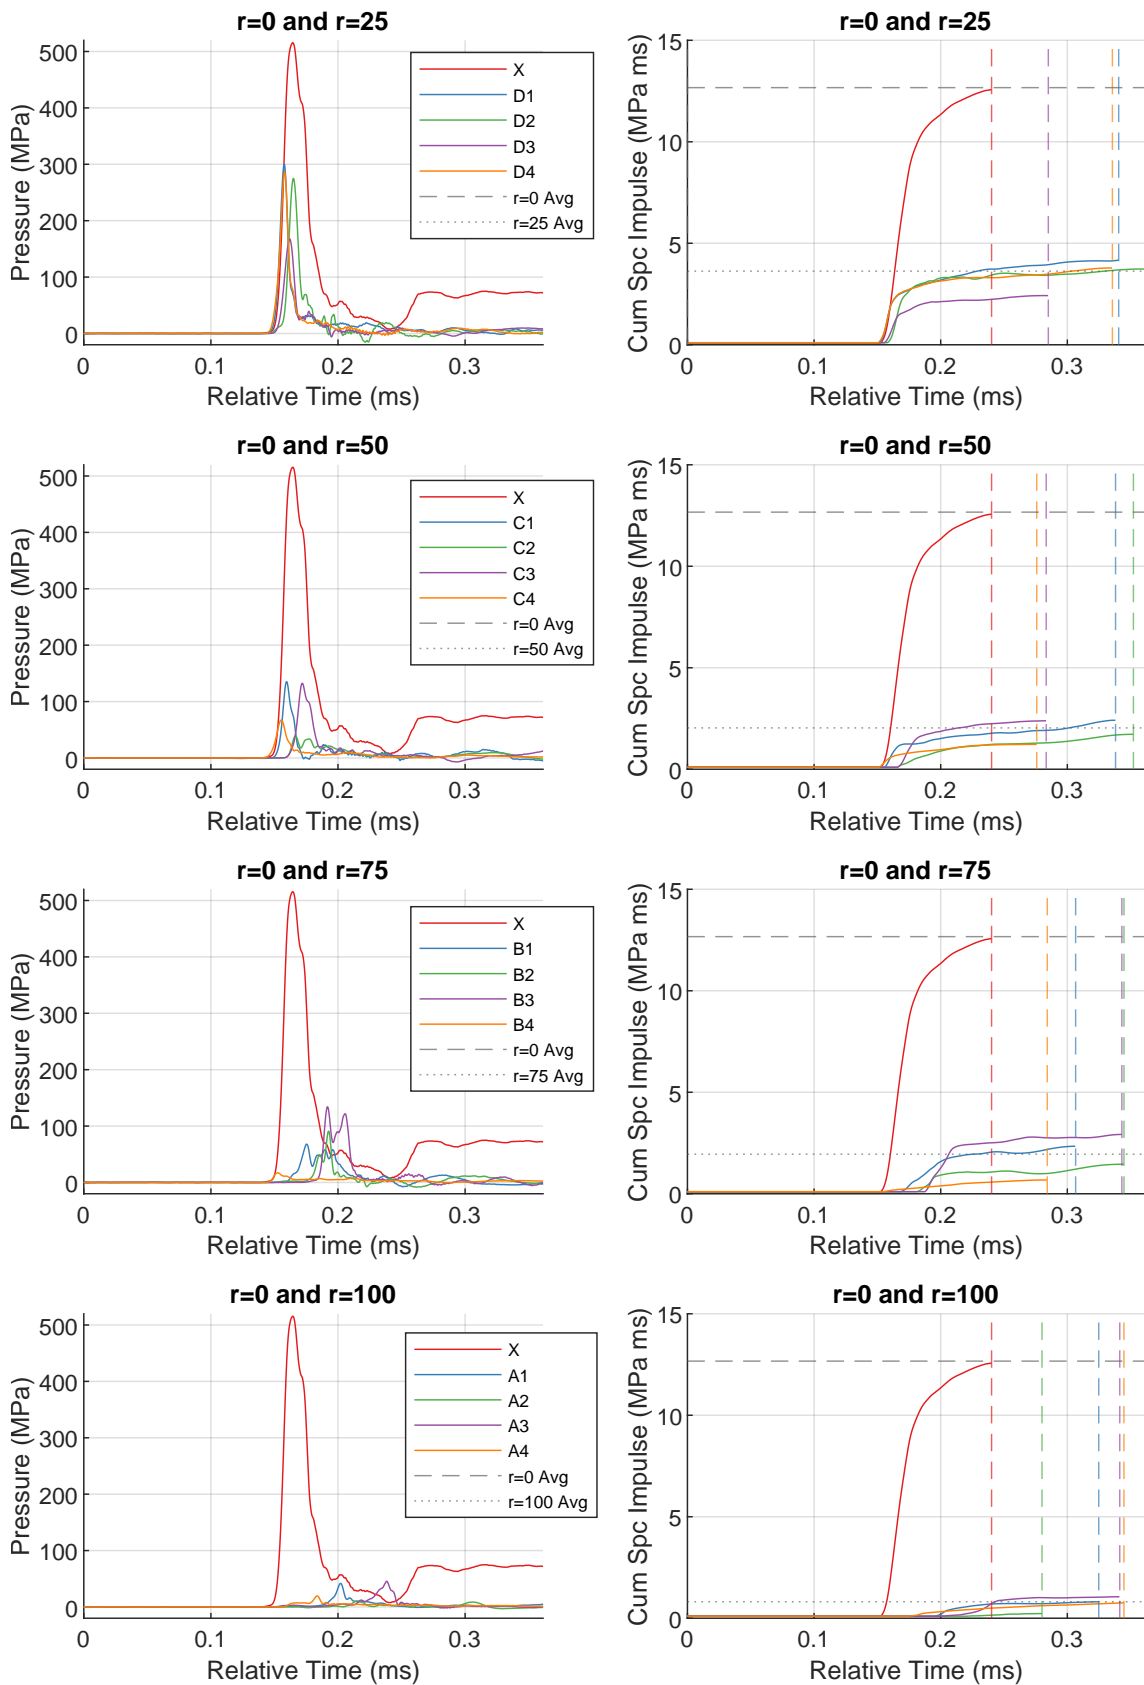 r=0 and r=25
Pressure (MPa)
500
400
300
200
100
0
0
0.1
0.2
0.3
Relative Time (ms)
X
D1
D2
D3
D4
r=0 Avg
r=25 Avg
r=0 and r=25
Cum Spc Impulse (MPa ms)
15
10
5
0
0
0.1
0.2
0.3
Relative Time (ms)
r=0 and r=50
Pressure (MPa)
500
400
300
200
100
0
0
0.1
0.2
0.3
Relative Time (ms)
X
C1
C2
C3
C4
r=0 Avg
r=50 Avg
r=0 and r=50
Cum Spc Impulse (MPa ms)
15
10
5
0
0
0.1
0.2
0.3
Relative Time (ms)
r=0 and r=75
Pressure (MPa)
500
400
300
200
100
0
0
0.1
0.2
0.3
Relative Time (ms)
X
B1
B2
B3
B4
r=0 Avg
r=75 Avg
r=0 and r=75
Cum Spc Impulse (MPa ms)
15
10
5
0
0
0.1
0.2
0.3
Relative Time (ms)
r=0 and r=100
Pressure (MPa)
500
400
300
200
100
0
0
0.1
0.2
0.3
Relative Time (ms)
X
A1
A2
A3
A4
r=0 Avg
r=100 Avg
r=0 and r=100
Cum Spc Impulse (MPa ms)
15
10
5
0
0
0.1
0.2
0.3
Relative Time (ms)